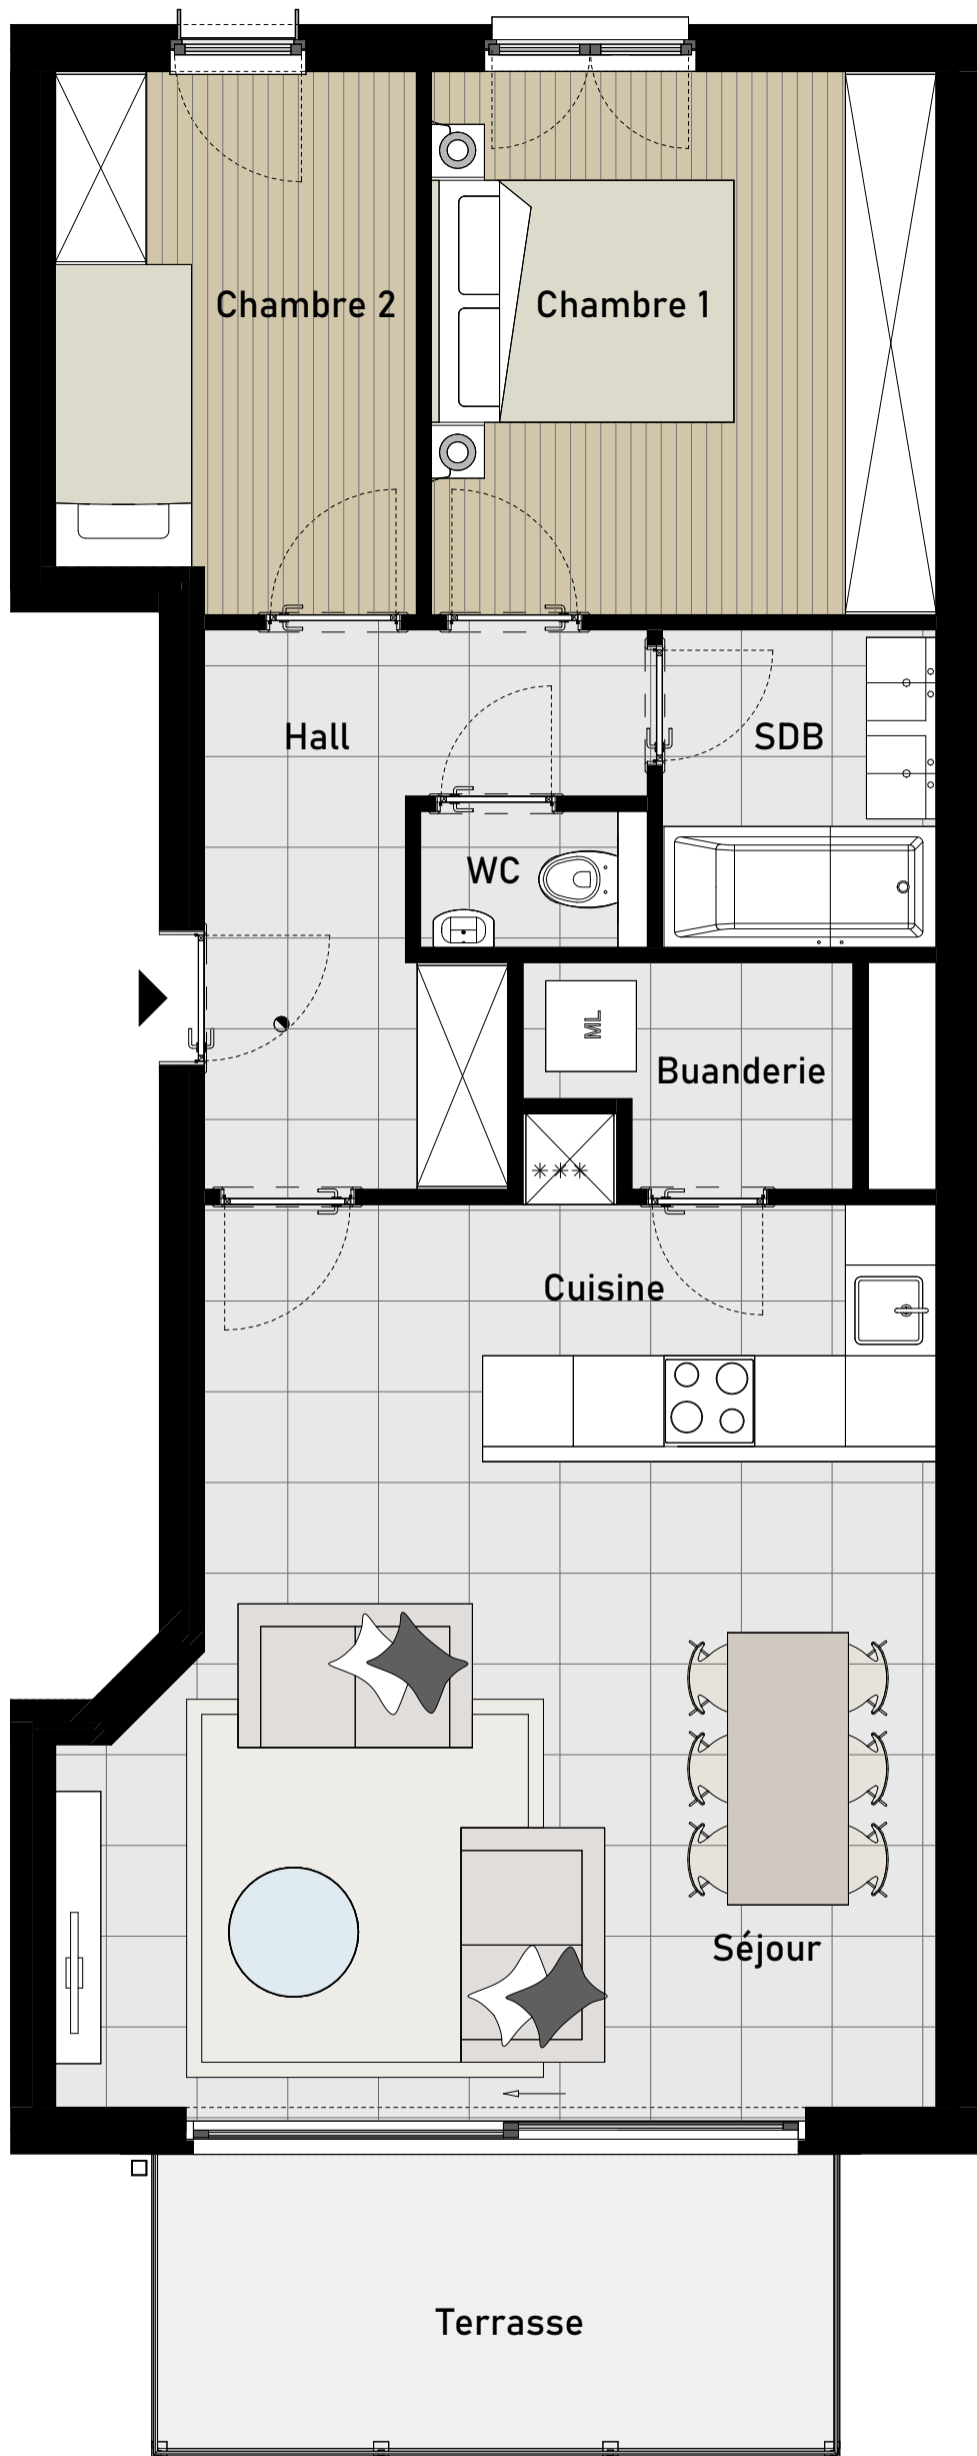 Chambre 2
Chambre 1
Hall
SDB
WC
ML
Buanderie
Cuisine
Séjour
Terrasse